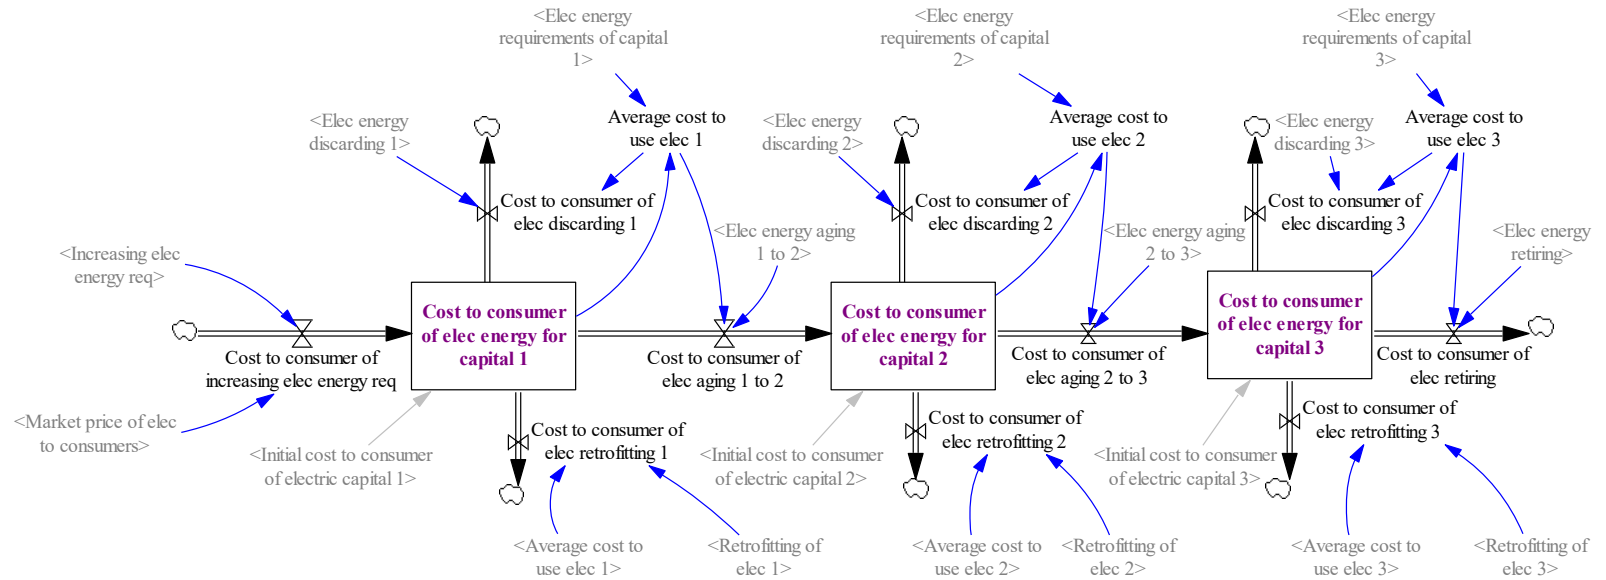 <Elec energy
requirements of capital
1>
<Elec energy
requirements of capital
2>
<Elec energy
requirements of capital
3>
<Elec energy
discarding 1>
Average cost to
use elec 1
<Elec energy
discarding 2>
Average cost to
use elec 2
<Elec energy
discarding 3>
Average cost to
use elec 3
Cost to consumer of
elec discarding 1
Cost to consumer of
elec discarding 2
Cost to consumer of
elec discarding 3
<Increasing elec
energy req>
<Elec energy aging
1 to 2>
<Elec energy aging
2 to 3>
<Elec energy
retiring>
Cost to consumer
of elec energy for
capital 1
Cost to consumer
of elec energy for
capital 2
Cost to consumer
of elec energy for
capital 3
Cost to consumer of
increasing elec energy req
Cost to consumer of
elec aging 1 to 2
Cost to consumer of
elec aging 2 to 3
Cost to consumer of
elec retiring
<Market price of elec
to consumers>
<Initial cost to consumer
of electric capital 1>
Cost to consumer of
elec retrofitting 1
<Initial cost to consumer
of electric capital 2>
Cost to consumer of
elec retrofitting 2
<Initial cost to consumer
of electric capital 3>
Cost to consumer of
elec retrofitting 3
<Average cost to
use elec 1>
<Retrofitting of
elec 1>
<Average cost to
use elec 2>
<Retrofitting of
elec 2>
<Average cost to
use elec 3>
<Retrofitting of
elec 3>